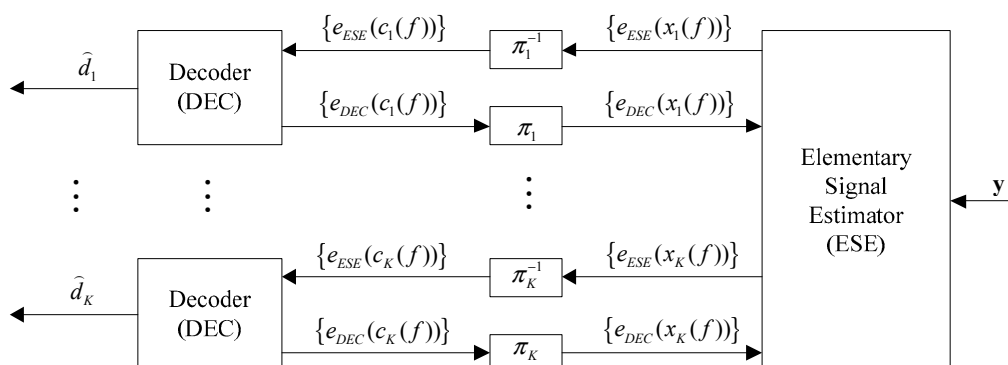 {e_ESE(c_1(f))} π_1^{-1} {e_ESE(x_1(f))}
d̂_1
Decoder
(DEC)
{e_DEC(c_1(f))} π_1 {e_DEC(x_1(f))}
Elementary
Signal
Estimator
(ESE)
y
{e_ESE(c_K(f))} π_K^{-1} {e_ESE(x_K(f))}
d̂_K
Decoder
(DEC)
{e_DEC(c_K(f))} π_K {e_DEC(x_K(f))}